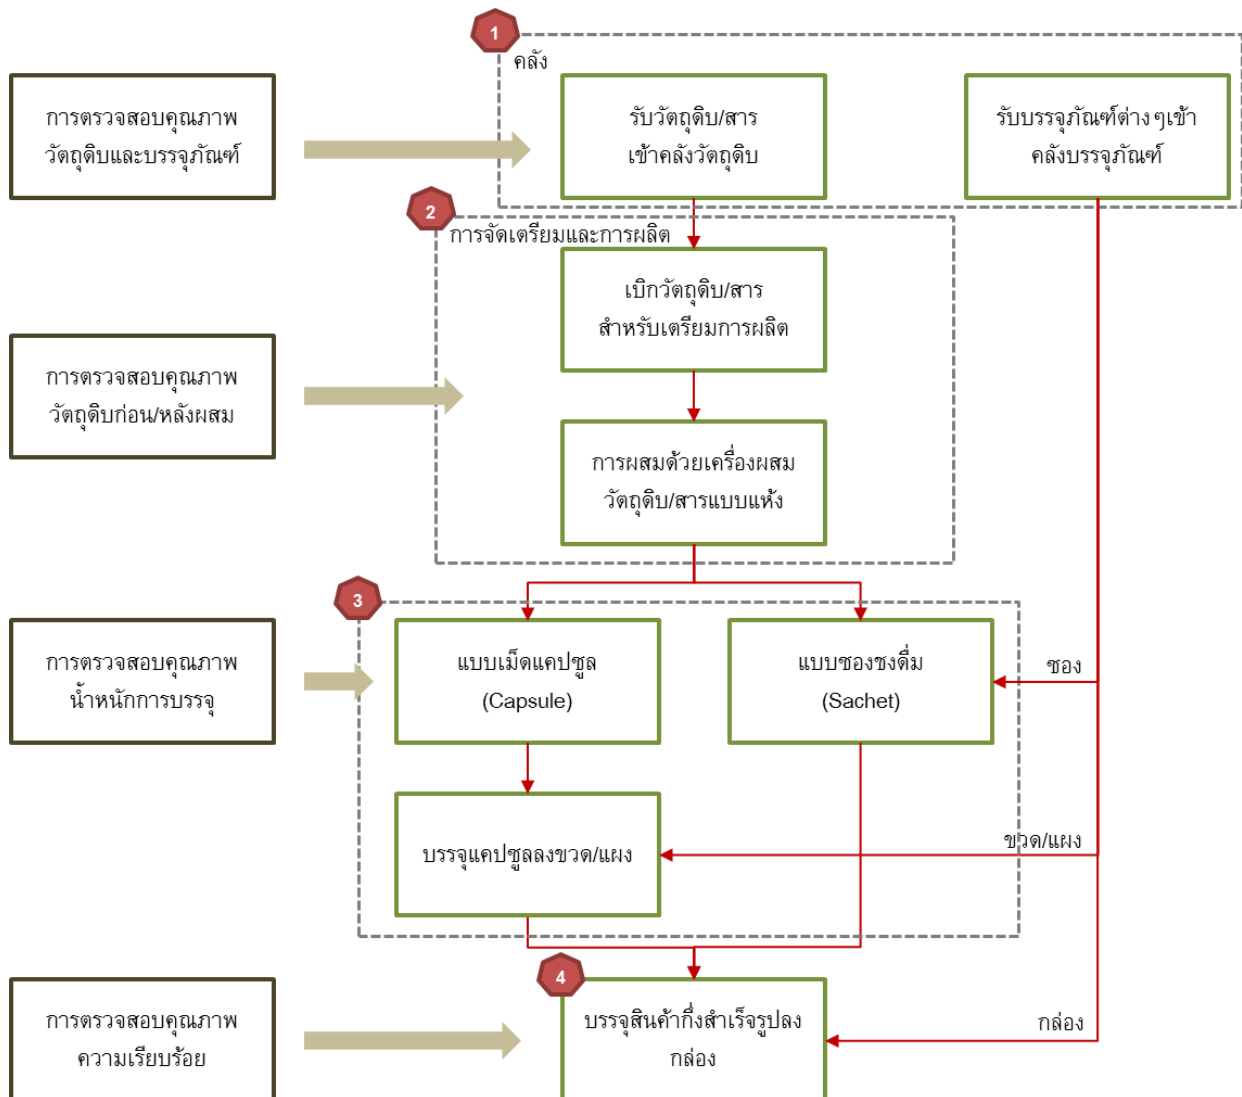 1
คลัง
การตรวจสอบคุณภาพ
วัตถุดิบและบรรจุภัณฑ์
รับวัตถุดิบ/สาร
เข้าคลังวัตถุดิบ
รับบรรจุภัณฑ์ต่างๆเข้า
คลังบรรจุภัณฑ์
2
การจัดเตรียมและการผลิต
เบิกวัตถุดิบ/สาร
สำหรับเตรียมการผลิต
การตรวจสอบคุณภาพ
วัตถุดิบก่อน/หลังผสม
การผสมด้วยเครื่องผสม
วัตถุดิบ/สารแบบแห้ง
3
การตรวจสอบคุณภาพ
น้ำหนักการบรรจุ
แบบเม็ดแคปซูล
(Capsule)
แบบซองชงดื่ม
(Sachet)
ซอง
บรรจุแคปซูลลงขวด/แผง
ขวด/แผง
4
การตรวจสอบคุณภาพ
ความเรียบร้อย
บรรจุสินค้ากึ่งสำเร็จรูปลง
กล่อง
กล่อง